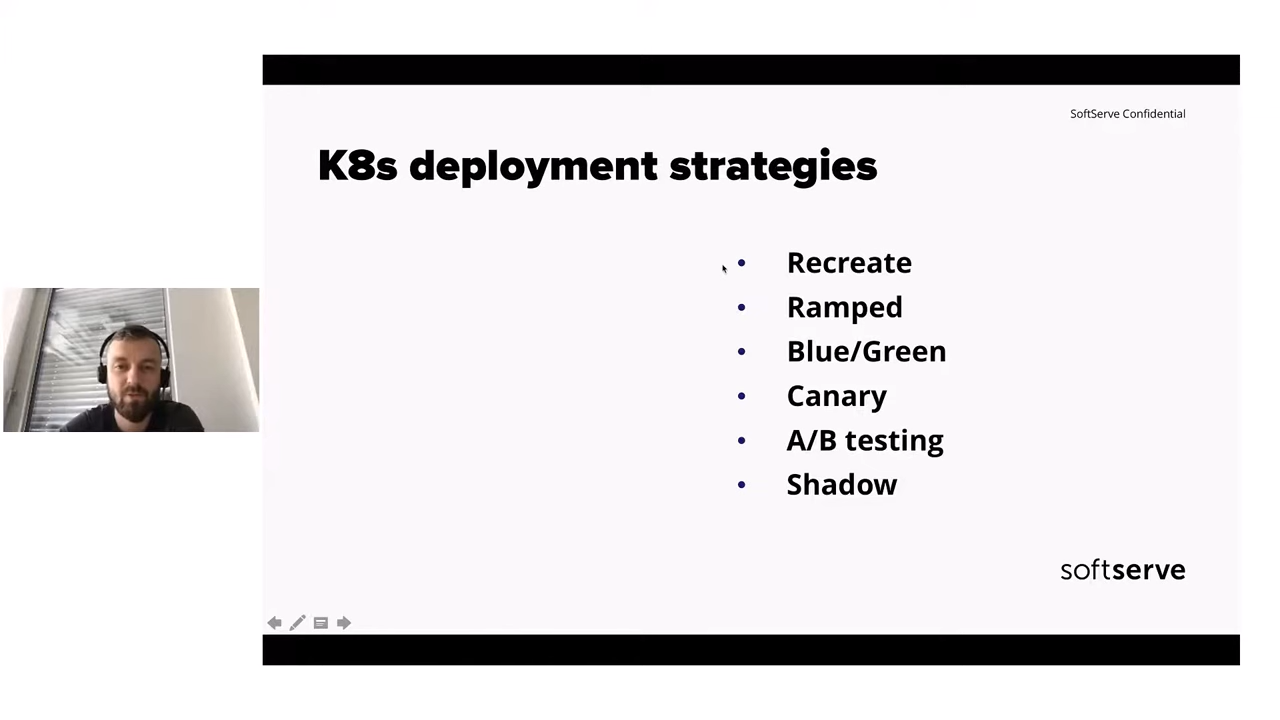 SoftServe Confidential
K8s deployment strategies
• Recreate
• Ramped
• Blue/Green
• Canary
• A/B testing
• Shadow
softserve